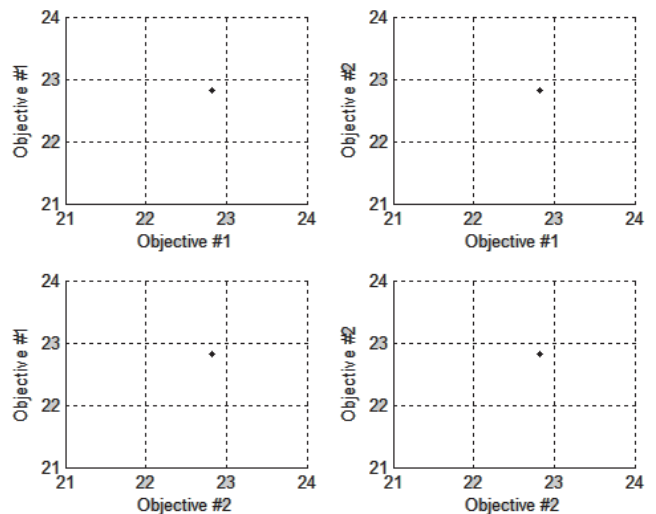 24 24
23 23
Objective #1 Objective #2
22 22
21 21
21 22 23 24 21 22 23 24
Objective #1 Objective #1
24 24
23 23
Objective #1 Objective #2
22 22
21 21
21 22 23 24 21 22 23 24
Objective #2 Objective #2